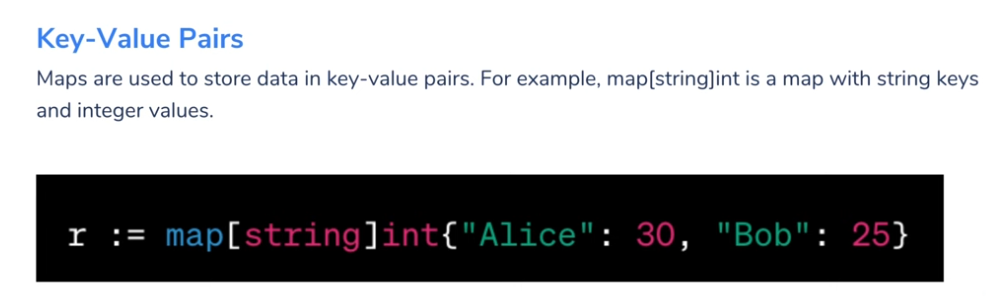 Key-Value Pairs
Maps are used to store data in key-value pairs. For example, map[string]int is a map with string keys
and integer values.
r := map[string]int{"Alice": 30, "Bob": 25}